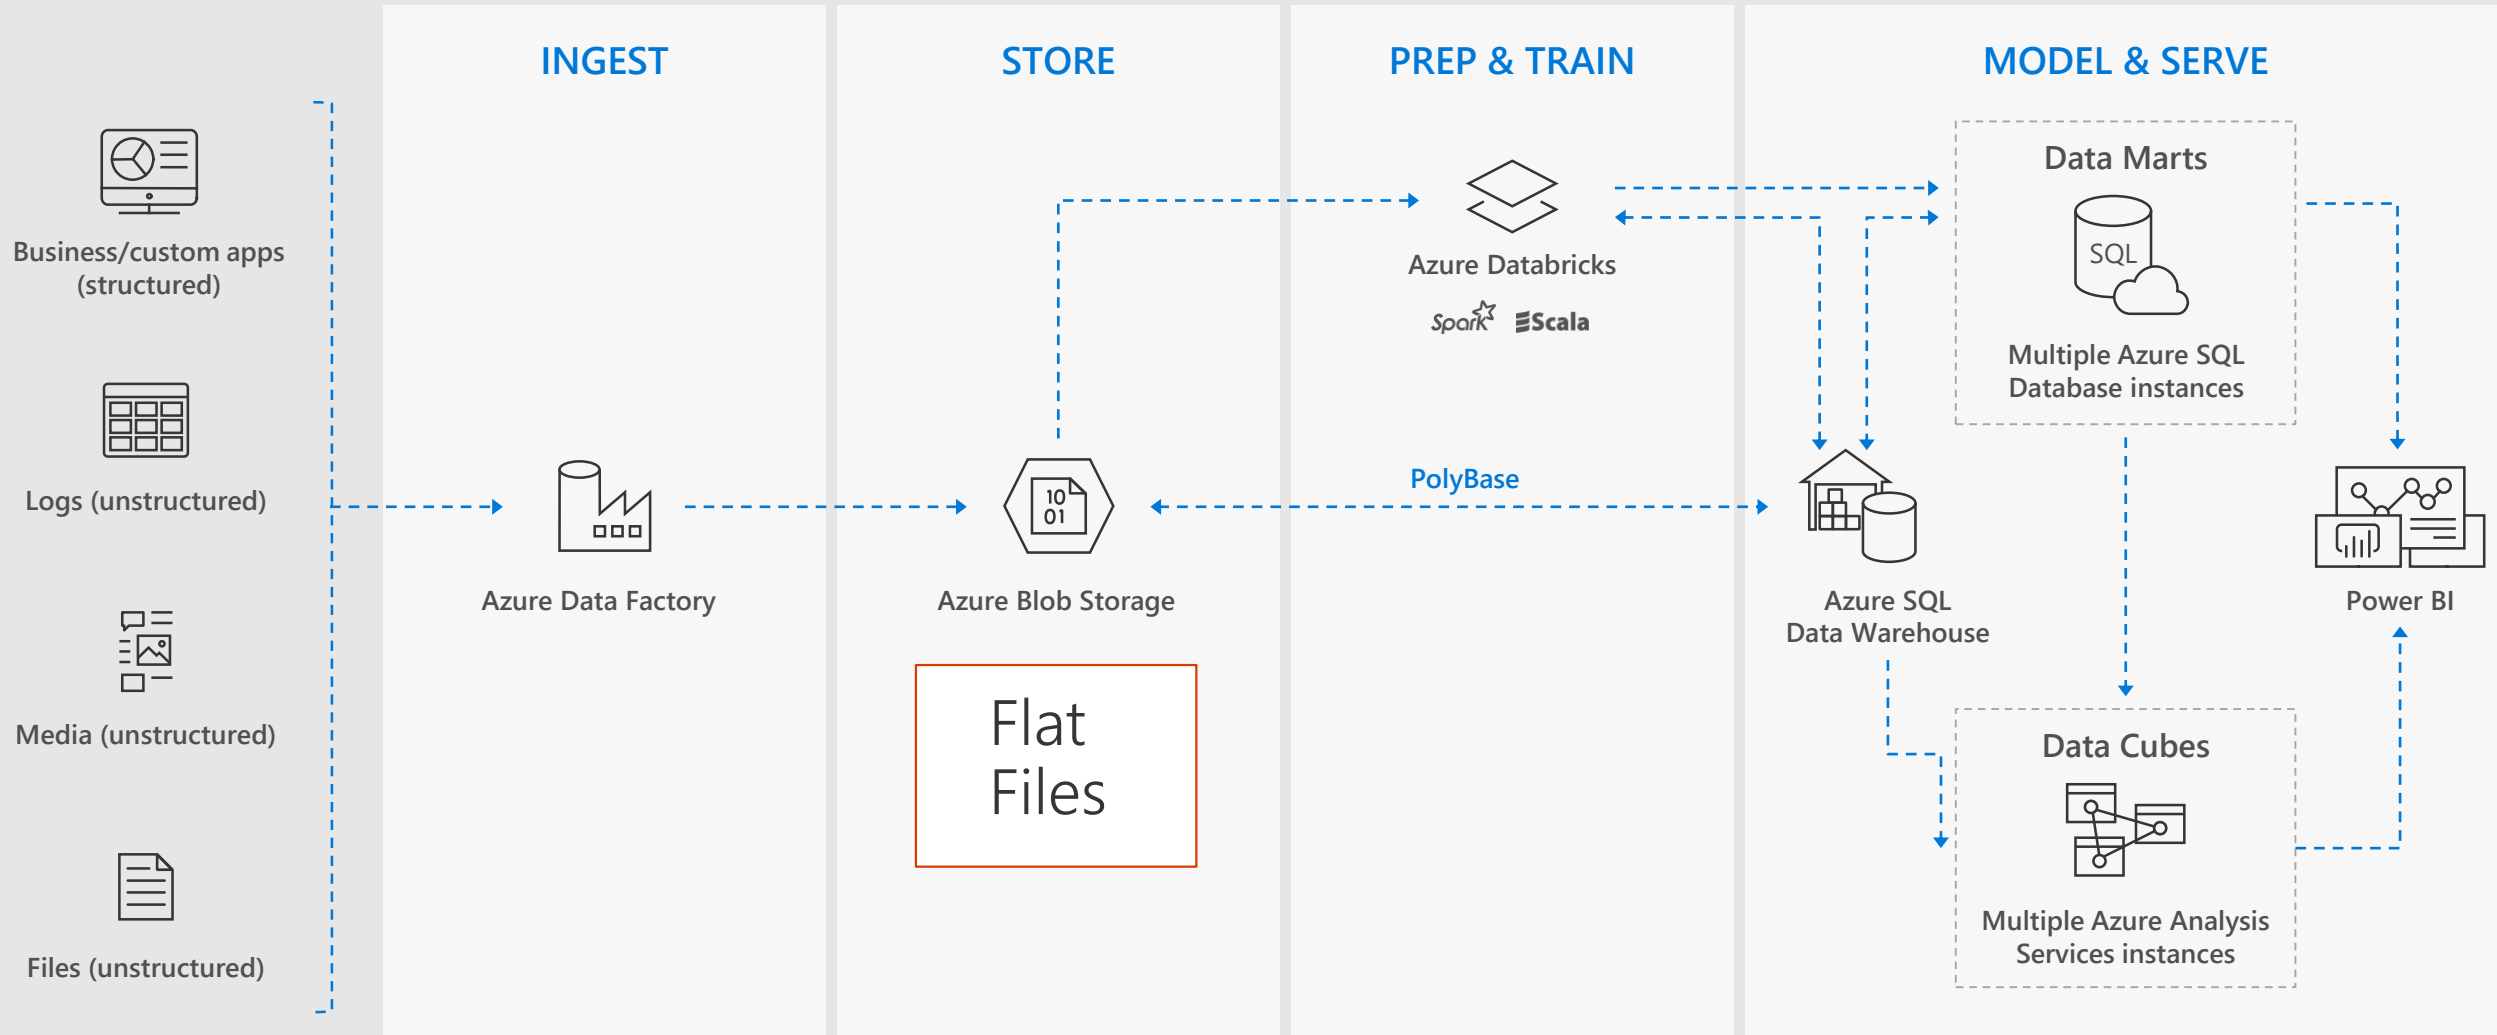 INGEST
STORE
PREP & TRAIN
MODEL & SERVE
Business/custom apps
(structured)
Logs (unstructured)
Media (unstructured)
Files (unstructured)
Azure Data Factory
10
01
Azure Blob Storage
Flat
Files
Azure Databricks
Spark
Scala
PolyBase
Data Marts
SQL
Multiple Azure SQL
Database instances
Azure SQL
Data Warehouse
Power BI
Data Cubes
Multiple Azure Analysis
Services instances